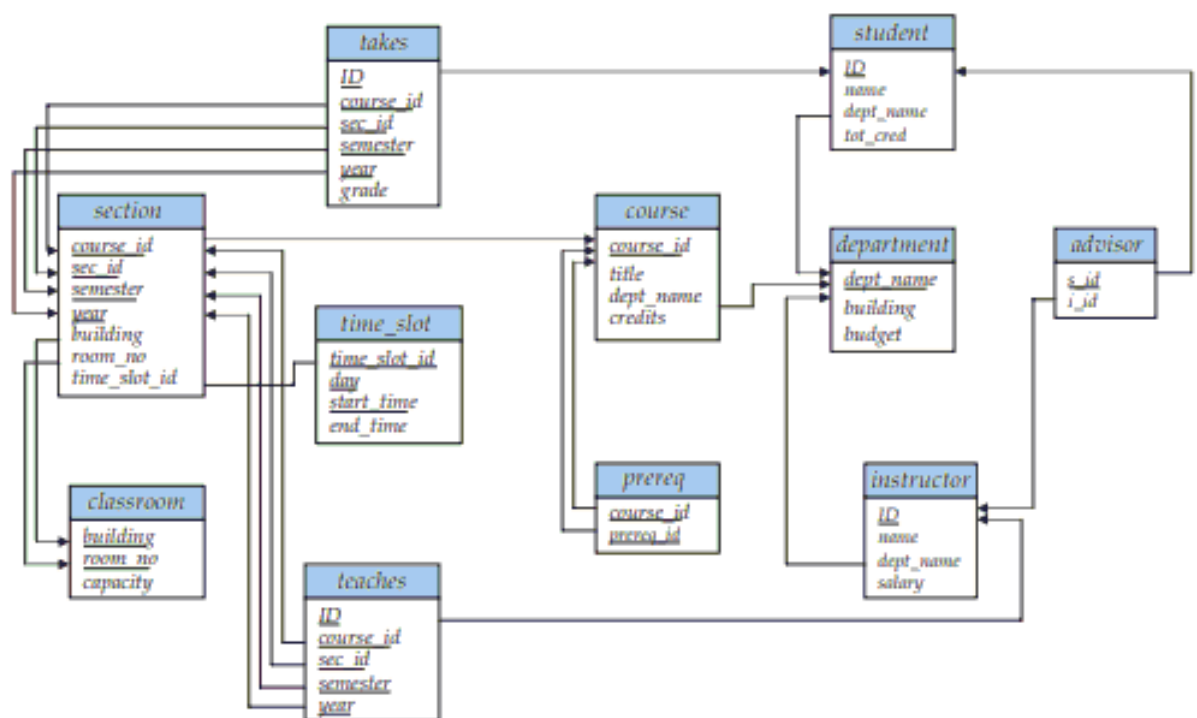 takes
ID
course_id
sec_id
semester
year
grade
student
ID
name
dept_name
tot_cred
section
course_id
sec_id
semester
year
building
room_no
time_slot_id
course
course_id
title
dept_name
credits
department
dept_name
building
budget
advisor
s_id
i_id
time_slot
time_slot_id
day
start_time
end_time
prereq
course_id
prereq_id
instructor
ID
name
dept_name
salary
classroom
building
room_no
capacity
teaches
ID
course_id
sec_id
semester
year